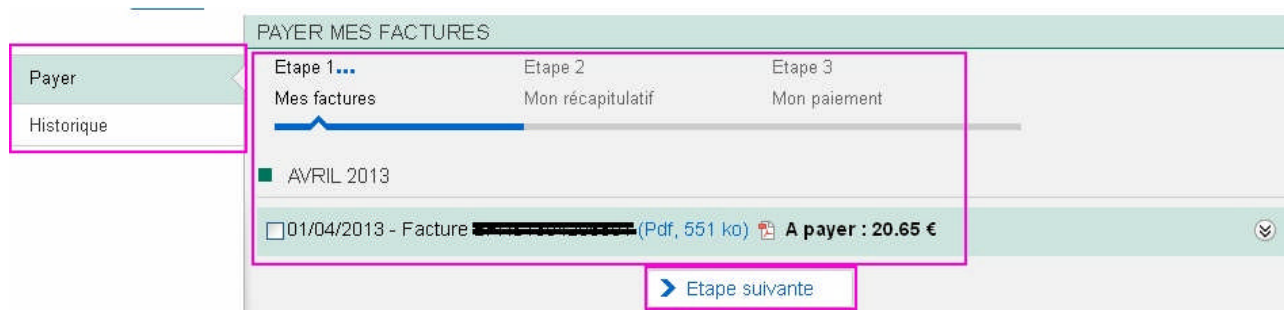 PAYER MES FACTURES
Payer
Historique
Etape 1...
Etape 2
Etape 3
Mes factures
Mon récapitulatif
Mon paiement
AVRIL 2013
01/04/2013 - Facture (Pdf, 551 ko) A payer : 20.65 €
Etape suivante